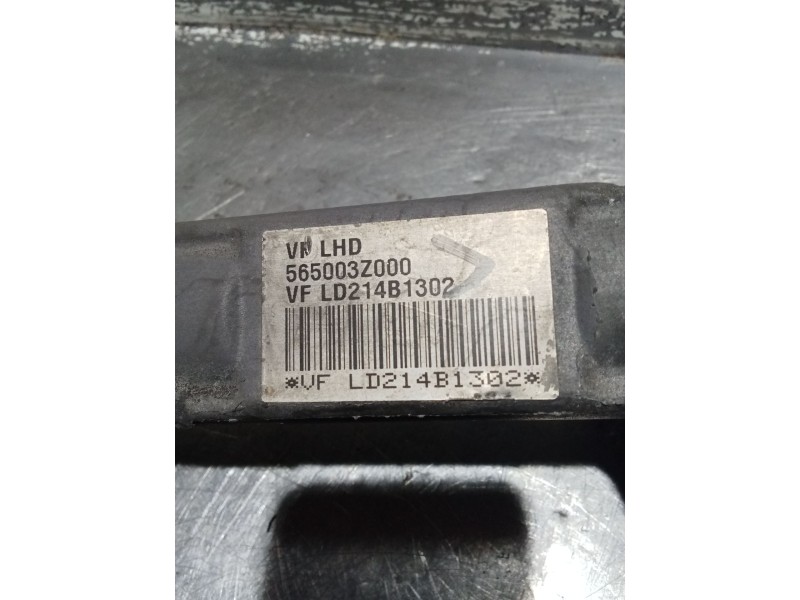 VF LHD
565003Z000
VF LD214B1302
*VF LD214B1302*